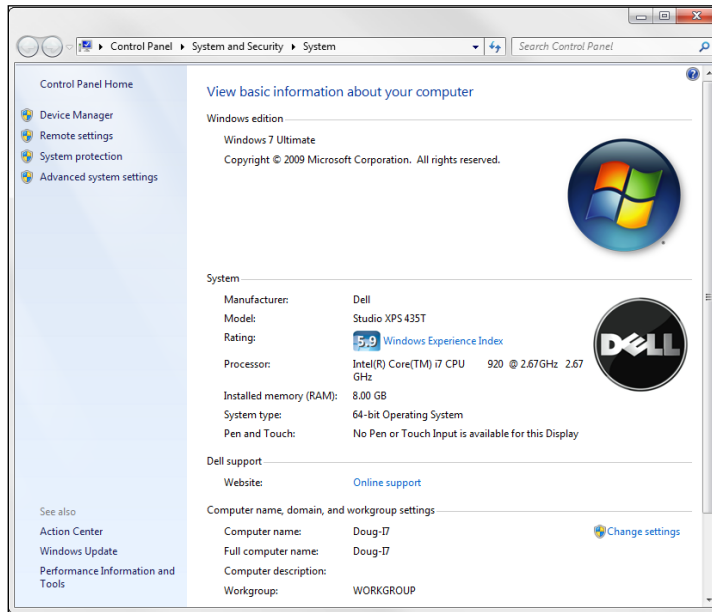 Control Panel ▸ System and Security ▸ System
Search Control Panel
Control Panel Home
Device Manager
Remote settings
System protection
Advanced system settings
View basic information about your computer
Windows edition
Windows 7 Ultimate
Copyright © 2009 Microsoft Corporation. All rights reserved.
System
Manufacturer: Dell
Model: Studio XPS 435T
Rating: 5,9 Windows Experience Index
Processor: Intel(R) Core(TM) i7 CPU 920 @ 2.67GHz 2.67
GHz
Installed memory (RAM): 8.00 GB
System type: 64-bit Operating System
Pen and Touch: No Pen or Touch Input is available for this Display
DELL
Dell support
Website: Online support
Computer name, domain, and workgroup settings
Computer name: Doug-I7
Change settings
Full computer name: Doug-I7
Computer description:
Workgroup: WORKGROUP
See also
Action Center
Windows Update
Performance Information and
Tools